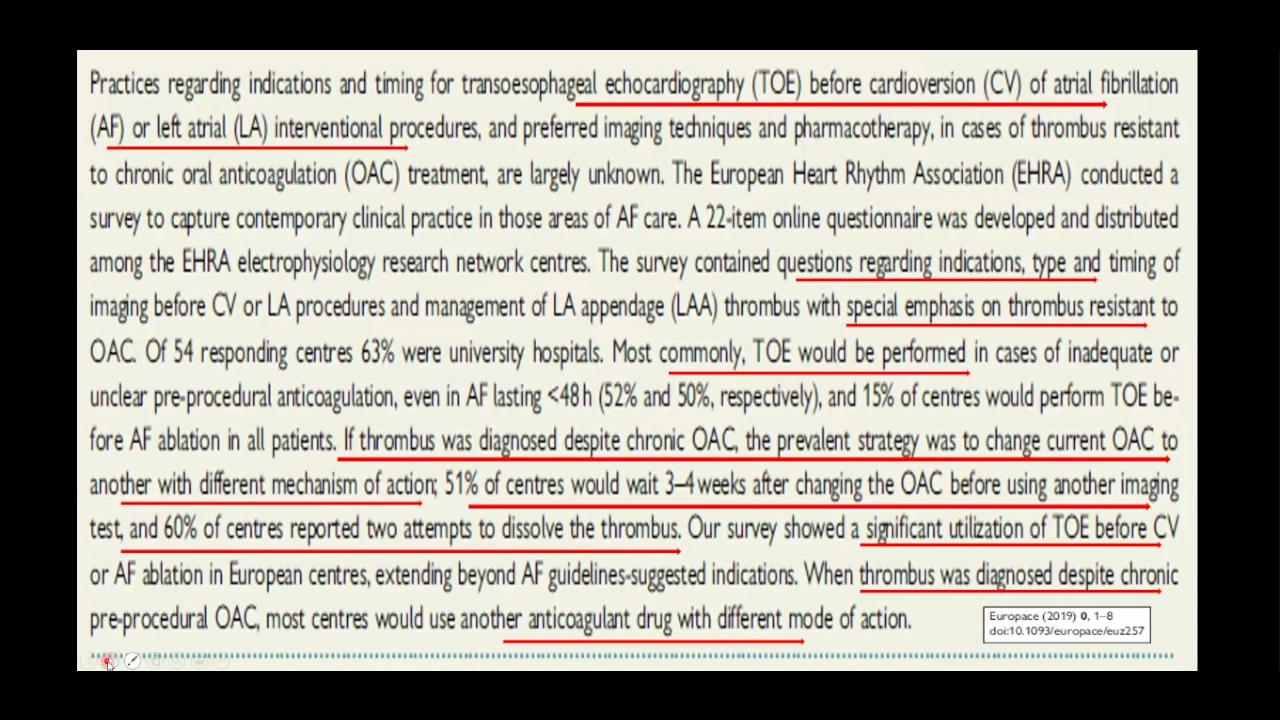 Practices regarding indications and timing for transoesophageal echocardiography (TOE) before cardioversion (CV) of atrial fibrillation
(AF) or left atrial (LA) interventional procedures, and preferred imaging techniques and pharmacotherapy, in cases of thrombus resistant
to chronic oral anticoagulation (OAC) treatment, are largely unknown. The European Heart Rhythm Association (EHRA) conducted a
survey to capture contemporary clinical practice in those areas of AF care. A 22-item online questionnaire was developed and distributed
among the EHRA electrophysiology research network centres. The survey contained questions regarding indications, type and timing of
imaging before CV or LA procedures and management of LA appendage (LAA) thrombus with special emphasis on thrombus resistant to
OAC. Of 54 responding centres 63% were university hospitals. Most commonly, TOE would be performed in cases of inadequate or
unclear pre-procedural anticoagulation, even in AF lasting <48 h (52% and 50%, respectively), and 15% of centres would perform TOE be-
fore AF ablation in all patients. If thrombus was diagnosed despite chronic OAC, the prevalent strategy was to change current OAC to
another with different mechanism of action; 51% of centres would wait 3–4 weeks after changing the OAC before using another imaging
test, and 60% of centres reported two attempts to dissolve the thrombus. Our survey showed a significant utilization of TOE before CV
or AF ablation in European centres, extending beyond AF guidelines-suggested indications. When thrombus was diagnosed despite chronic
pre-procedural OAC, most centres would use another anticoagulant drug with different mode of action.
Europace (2019) 0, 1–8
doi:10.1093/europace/euz257